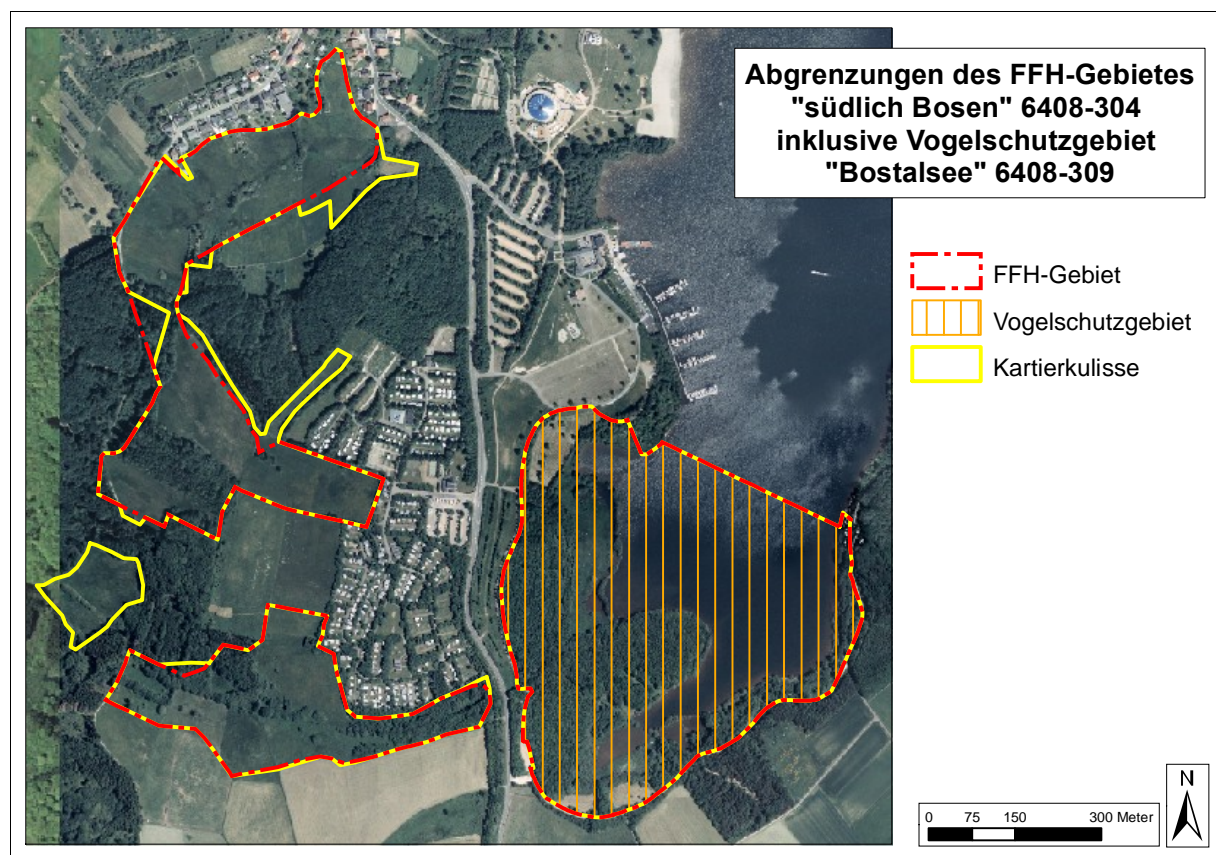 Abgrenzungen des FFH-Gebietes
"südlich Bosen" 6408-304
inklusive Vogelschutzgebiet
"Bostalsee" 6408-309
FFH-Gebiet
Vogelschutzgebiet
Kartierkulisse
N
0 75 150 300 Meter